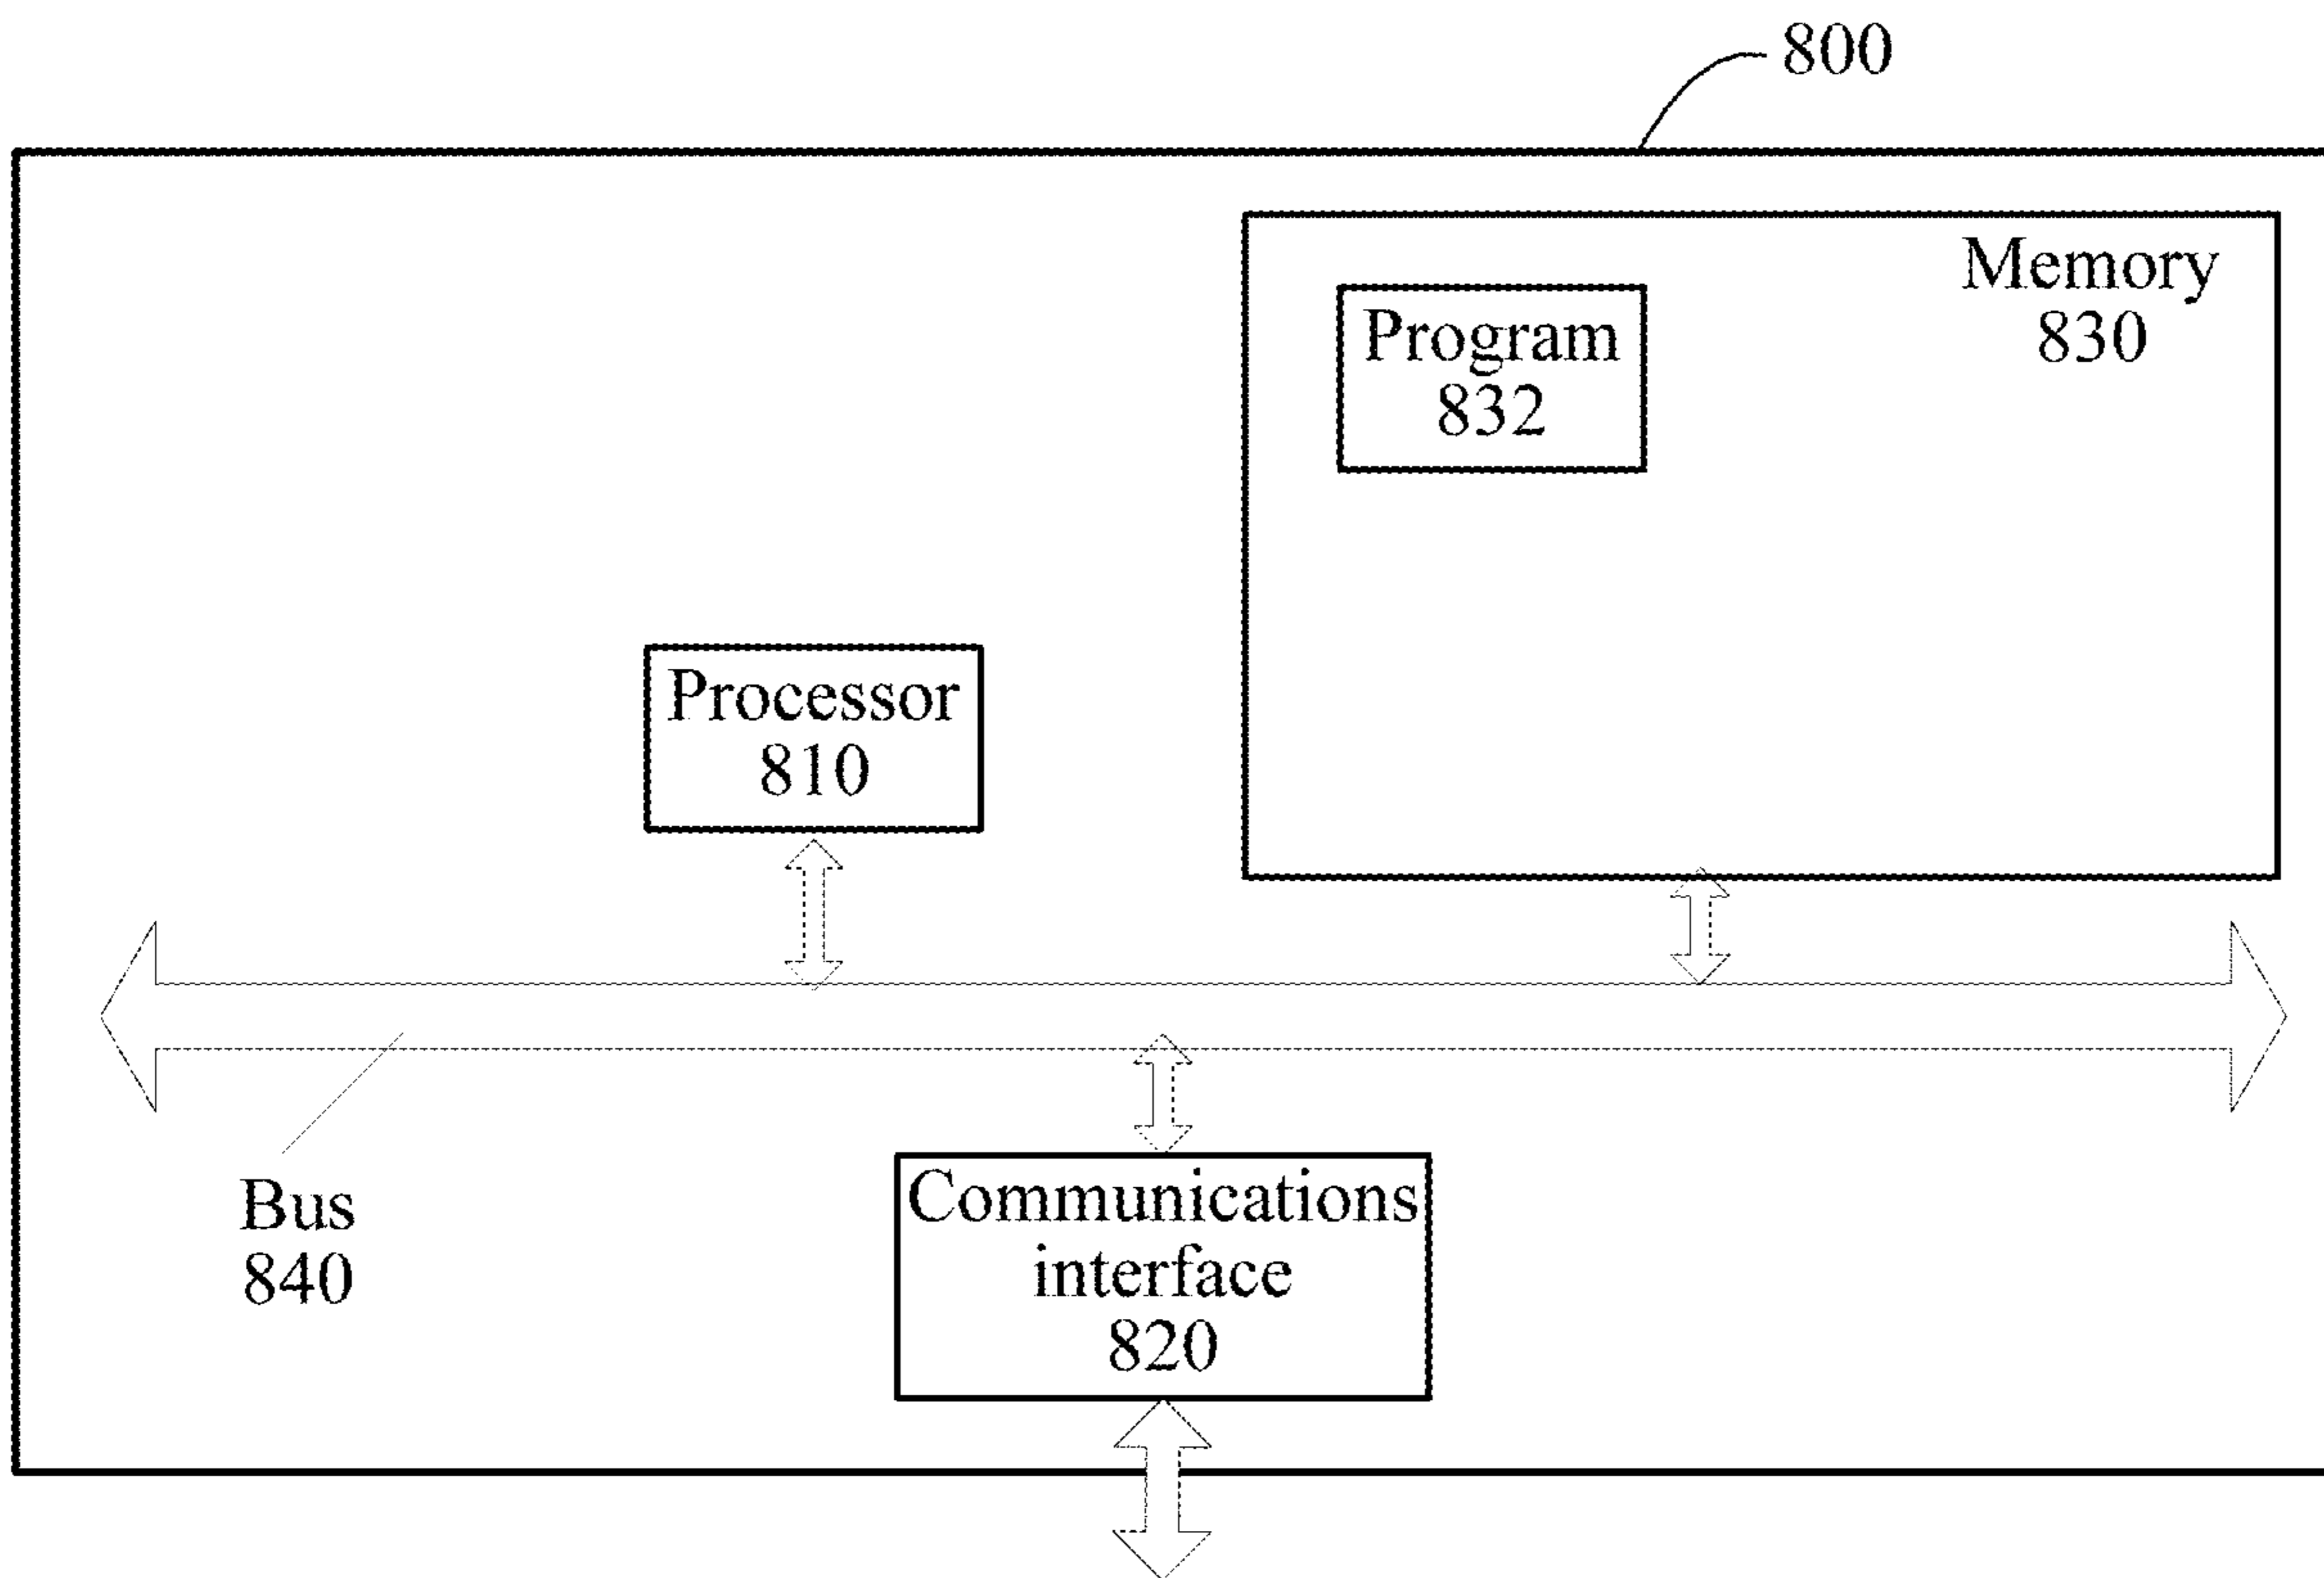 800
Memory
830
Program
832
Processor
810
Bus
840
Communications
interface
820